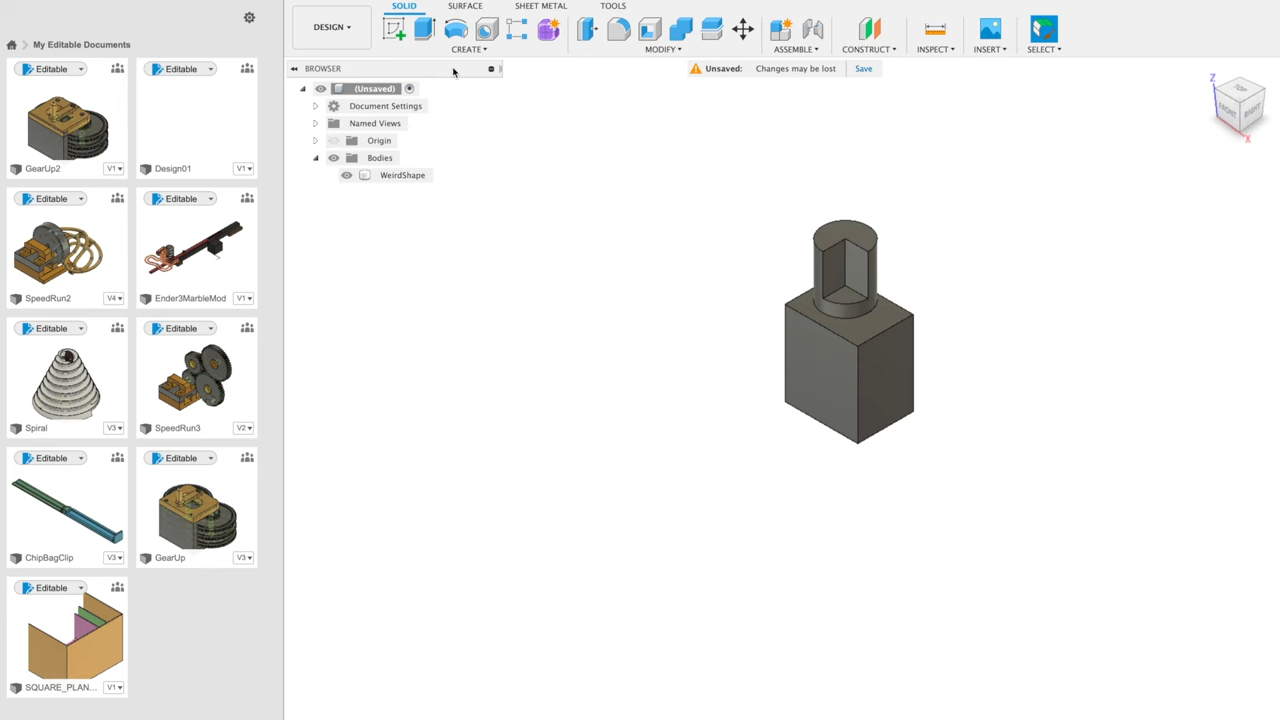 SOLID
SURFACE
SHEET METAL
TOOLS
DESIGN
CREATE
MODIFY
ASSEMBLE
CONSTRUCT
INSPECT
INSERT
SELECT
My Editable Documents
BROWSER
Unsaved:
Changes may be lost
Save
(Unsaved)
Document Settings
Named Views
Origin
Bodies
WeirdShape
TOP
FRONT
RIGHT
Z
X
Editable
GearUp2
V1
Editable
Design01
V1
Editable
SpeedRun2
V4
Editable
Ender3MarbleMod
V1
Editable
Spiral
V3
Editable
SpeedRun3
V2
Editable
ChipBagClip
V3
Editable
GearUp
V3
Editable
SQUARE_PLAN...
V1